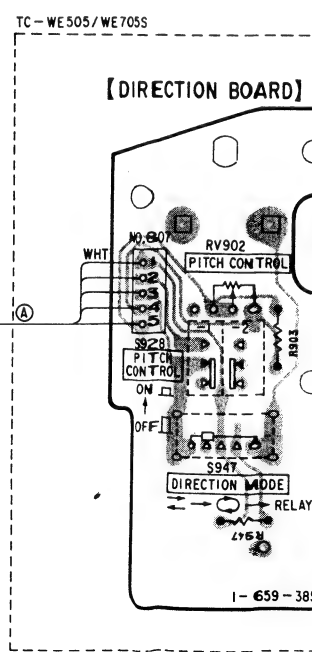 TC-WE505/WE705S
【DIRECTION BOARD】
NO.807
RV902
PITCH CONTROL
WHT
1
2
3
4
5
A
-2
R903
S928
PITCH
CONTROL
ON
OFF
S947
DIRECTION MODE
RELAY
R947
1-659-385